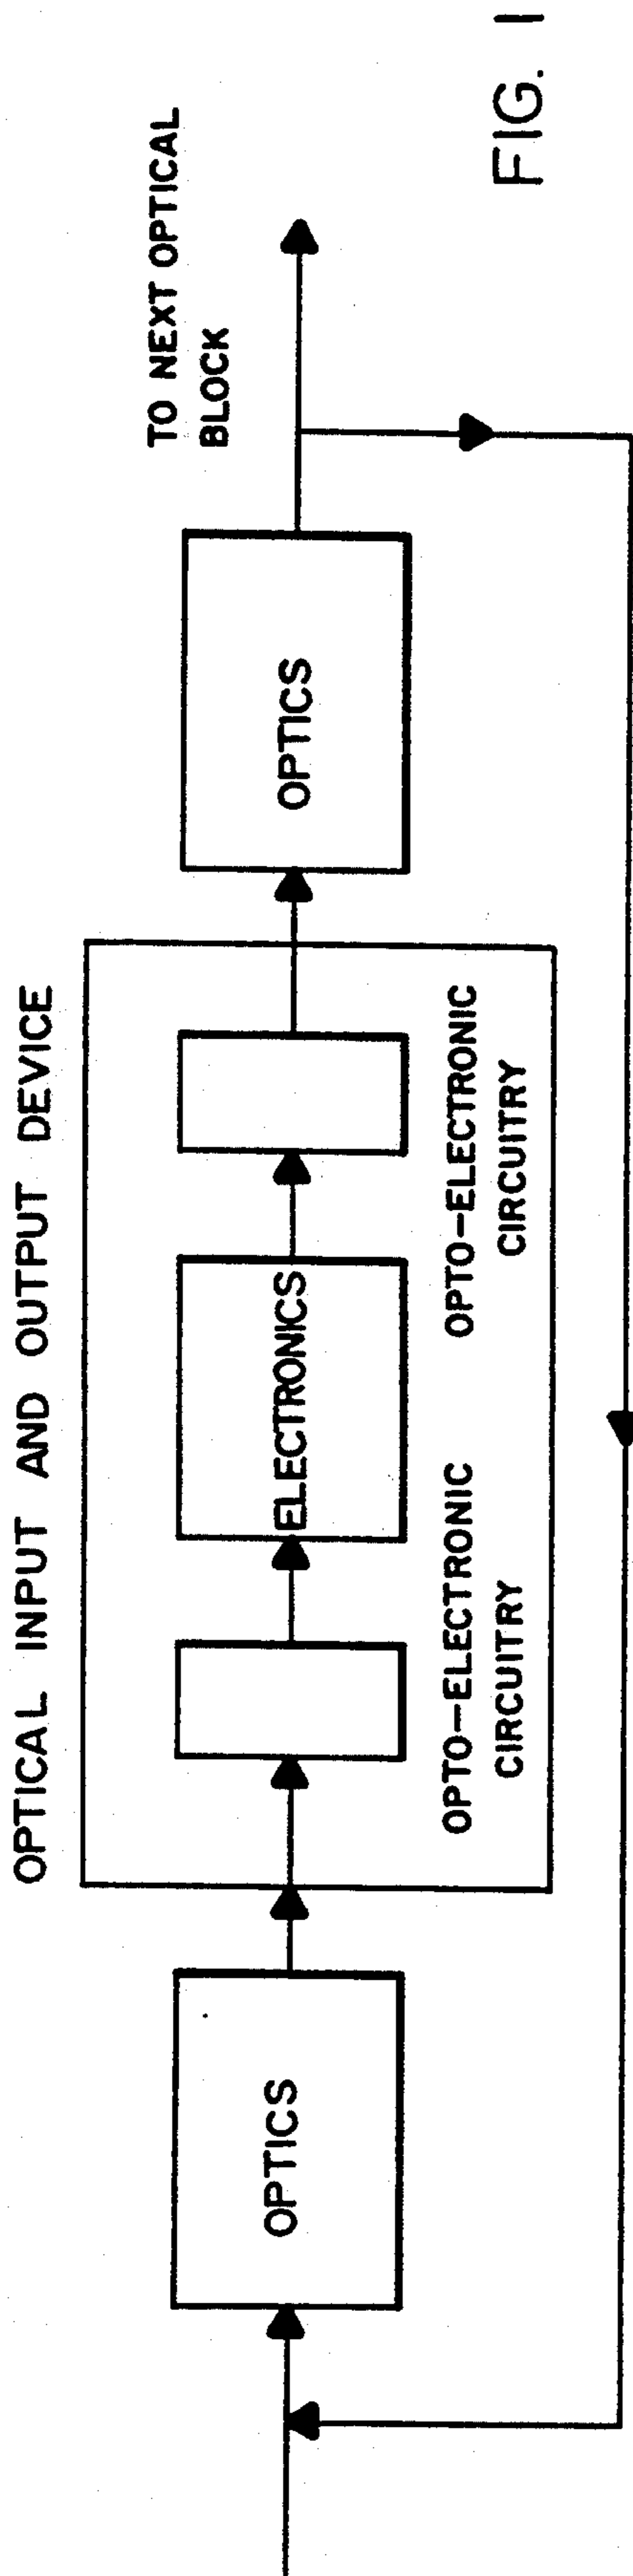 OPTICAL INPUT AND OUTPUT DEVICE
OPTICS
ELECTRONICS
OPTICS
TO NEXT OPTICAL
BLOCK
OPTO-ELECTRONIC
CIRCUITRY
OPTO-ELECTRONIC
CIRCUITRY
FIG. 1